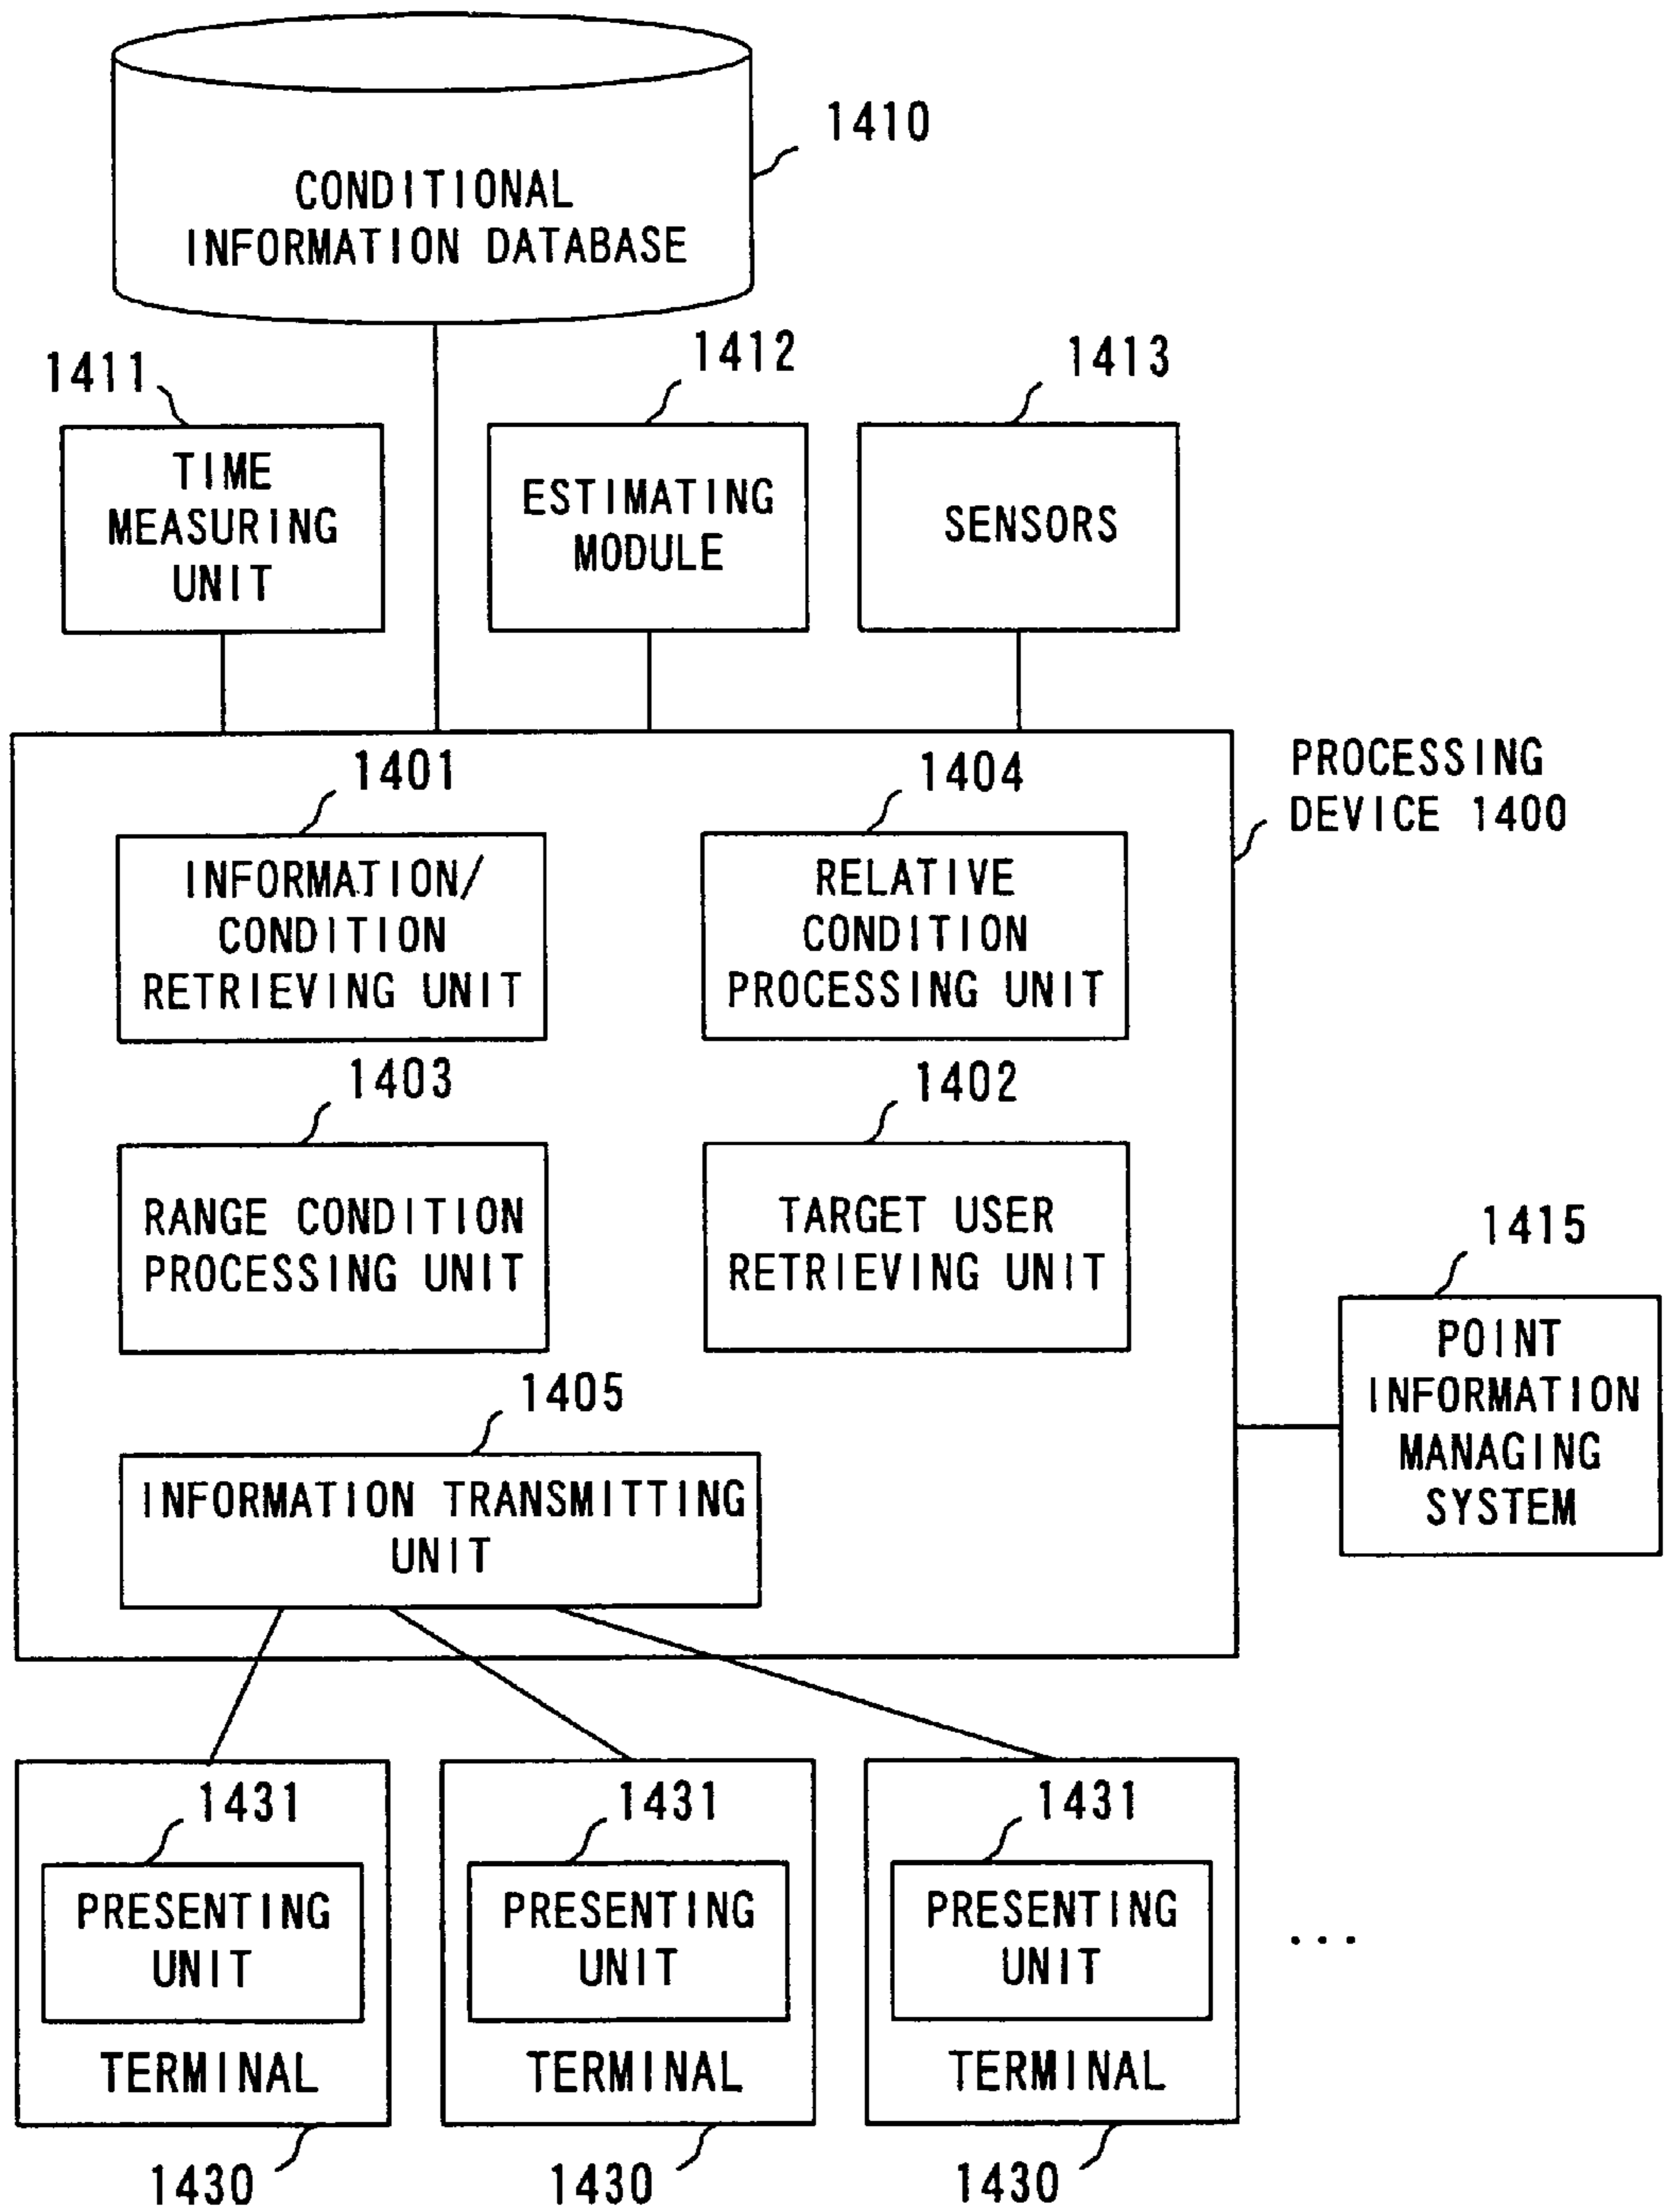 1410
CONDITIONAL
INFORMATION DATABASE
1411
1412
1413
TIME
MEASURING
UNIT
ESTIMATING
MODULE
SENSORS
PROCESSING
DEVICE 1400
1401
INFORMATION/
CONDITION
RETRIEVING UNIT
1404
RELATIVE
CONDITION
PROCESSING UNIT
1403
RANGE CONDITION
PROCESSING UNIT
1402
TARGET USER
RETRIEVING UNIT
1415
POINT
INFORMATION
MANAGING
SYSTEM
1405
INFORMATION TRANSMITTING
UNIT
1431
PRESENTING
UNIT
TERMINAL
1430
1431
PRESENTING
UNIT
TERMINAL
1430
1431
PRESENTING
UNIT
TERMINAL
1430
...